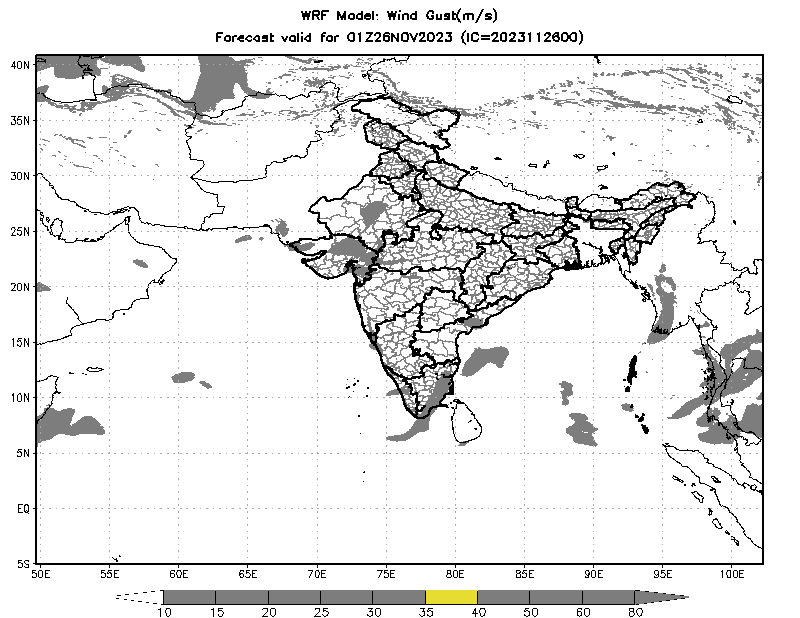 WRF Model: Wind Gust(m/s)
Forecast valid for 01Z26NOV2023 (IC=2023112600)
40N
35N
30N
25N
20N
15N
10N
5N
EQ
5S
50E 55E 60E 65E 70E 75E 80E 85E 90E 95E 100E
10 15 20 25 30 35 40 50 60 80